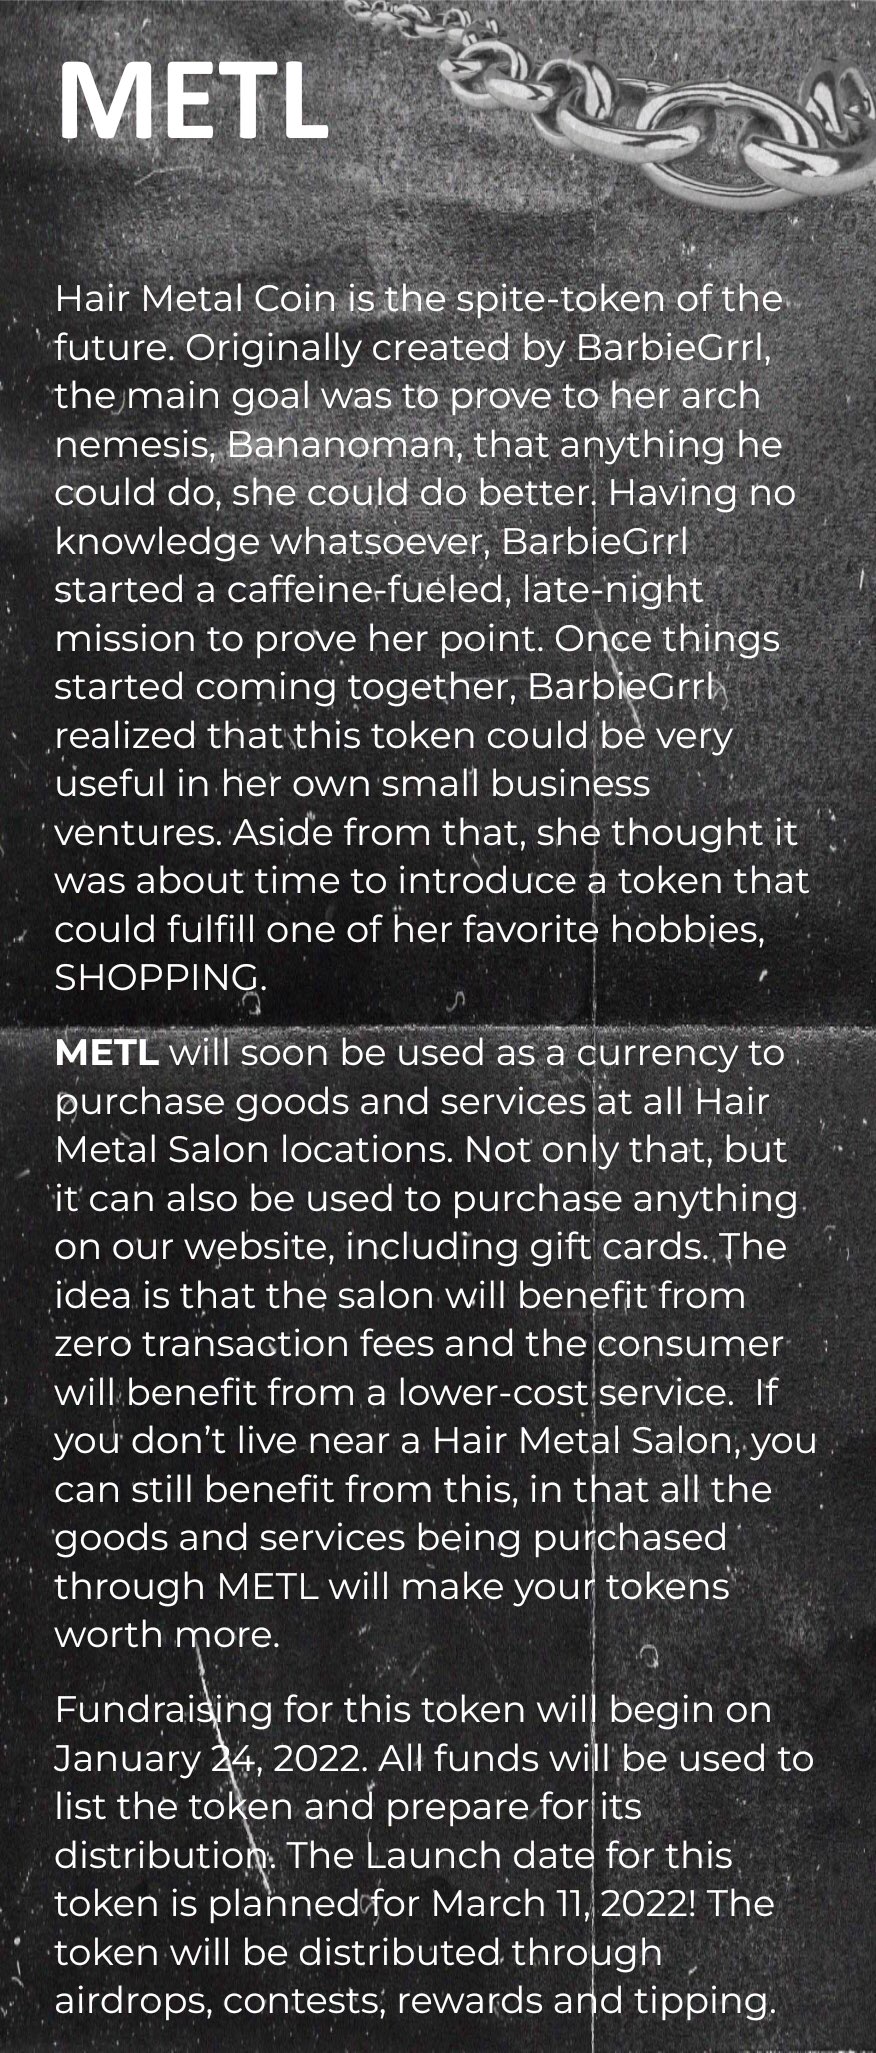 METL
Hair Metal Coin is the spite-token of the
future. Originally created by BarbieGrrl,
the main goal was to prove to her arch
nemesis, Bananoman, that anything he
could do, she could do better. Having no
knowledge whatsoever, BarbieGrrl
started a caffeine-fueled, late-night
mission to prove her point. Once things
started coming together, BarbieGrrl
realized that this token could be very
useful in her own small business
ventures. Aside from that, she thought it
was about time to introduce a token that
could fulfill one of her favorite hobbies,
SHOPPING.
METL will soon be used as a currency to
purchase goods and services at all Hair
Metal Salon locations. Not only that, but
it can also be used to purchase anything
on our website, including gift cards. The
idea is that the salon will benefit from
zero transaction fees and the consumer
will benefit from a lower-cost service.  If
you don’t live near a Hair Metal Salon, you
can still benefit from this, in that all the
goods and services being purchased
through METL will make your tokens
worth more.
Fundraising for this token will begin on
January 24, 2022. All funds will be used to
list the token and prepare for its
distribution. The Launch date for this
token is planned for March 11, 2022! The
token will be distributed through
airdrops, contests, rewards and tipping.